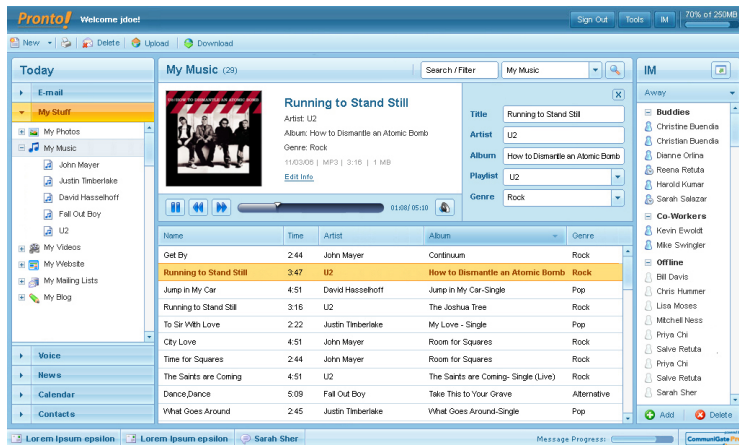 Pronto! Welcome jdoe!
Sign Out Tools IM 70% of 250MB
New Delete Upload Download
Today
E-mail
My Stuff
My Photos
My Music
John Mayer
Justin Timberlake
David Hasselhoff
Fall Out Boy
U2
My Videos
My Website
My Mailing Lists
My Blog
Voice
News
Calendar
Contacts
My Music (29) Search / Filter My Music
U2/HOW TO DISMANTLE AN ATOMIC BOMB
Running to Stand Still
Artist: U2
Album: How to Dismantle an Atomic Bomb
Genre: Rock
11/03/06 | MP3 | 3:16 | 1 MB
Edit Info
01:08/05:10
Title Running to Stand Still
Artist U2
Album How to Dismantle an Atomic Bomb
Playlist U2
Genre Rock
Name Time Artist Album Genre
Get By 2:44 John Mayer Continuum Rock
Running to Stand Still 3:47 U2 How to Dismantle an Atomic Bomb Rock
Jump in My Car 4:51 David Hasselhoff Jump in My Car-Single Pop
Running to Stand Still 3:16 U2 The Joshua Tree Rock
To Sir With Love 2:22 Justin Timberlake My Love - Single Pop
City Love 4:51 John Mayer Room for Squares Rock
Time for Squares 2:44 John Mayer Room for Squares Rock
The Saints are Coming 4:51 U2 The Saints are Coming- Single (Live) Rock
Dance,Dance 5:09 Fall Out Boy Take This to Your Grave Alternative
What Goes Around 2:45 Justin Timberlake What Goes Around-Single Pop
IM
Away
Buddies
Christine Buendia
Christian Buendia
Dianne Orlina
Reena Retuta
Harold Kumar
Sarah Salazar
Co-Workers
Kevin Ewoldt
Mike Swingler
Offline
Bill Davis
Chris Hummer
Lisa Moses
Mitchell Ness
Priya Chi
Salve Retuta
Priya Chi
Salve Retuta
Sarah Sher
Add Delete
Lorem Ipsum epsilon Lorem Ipsum epsilon Sarah Sher Message Progress: CommuniGate Pro